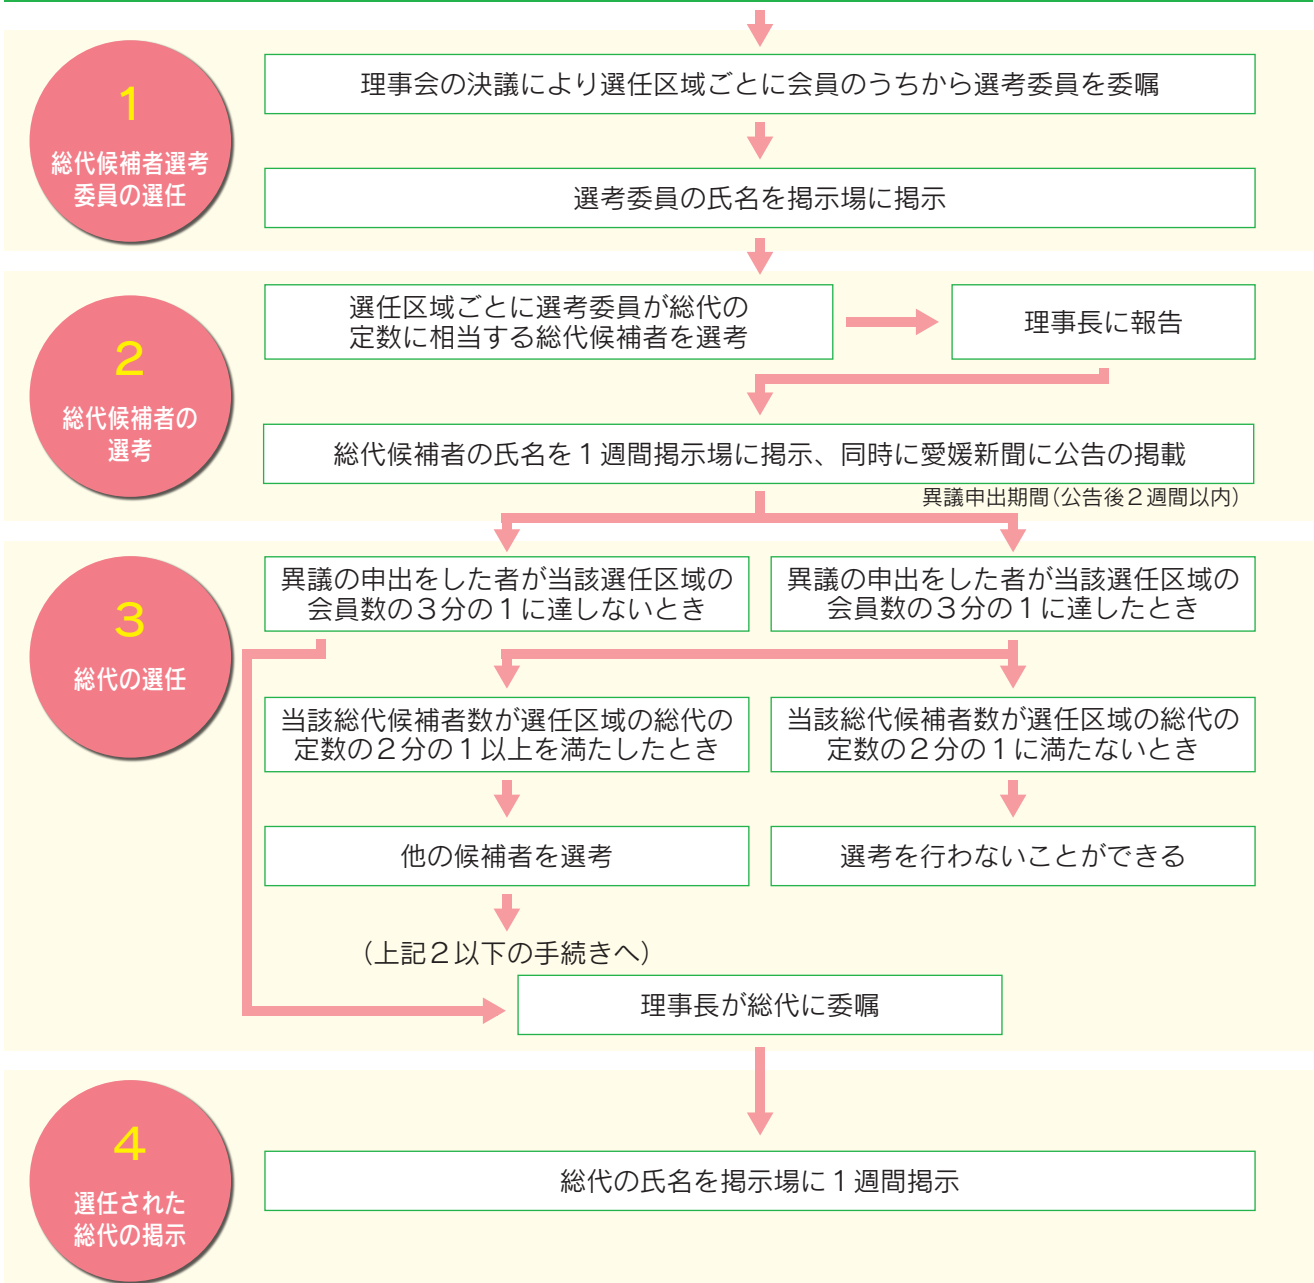 1
総代候補者選考
委員の選任
理事会の決議により選任区域ごとに会員のうちから選考委員を委嘱
選考委員の氏名を掲示場に掲示
2
総代候補者の
選考
選任区域ごとに選考委員が総代の
定数に相当する総代候補者を選考
理事長に報告
総代候補者の氏名を1週間掲示場に掲示、同時に愛媛新聞に公告の掲載
異議申出期間(公告後2週間以内)
3
総代の選任
異議の申出をした者が当該選任区域の
会員数の3分の1に達しないとき
異議の申出をした者が当該選任区域の
会員数の3分の1に達したとき
当該総代候補者数が選任区域の総代の
定数の2分の1以上を満たしたとき
当該総代候補者数が選任区域の総代の
定数の2分の1に満たないとき
他の候補者を選考
選考を行わないことができる
(上記2以下の手続きへ)
理事長が総代に委嘱
4
選任された
総代の掲示
総代の氏名を掲示場に1週間掲示